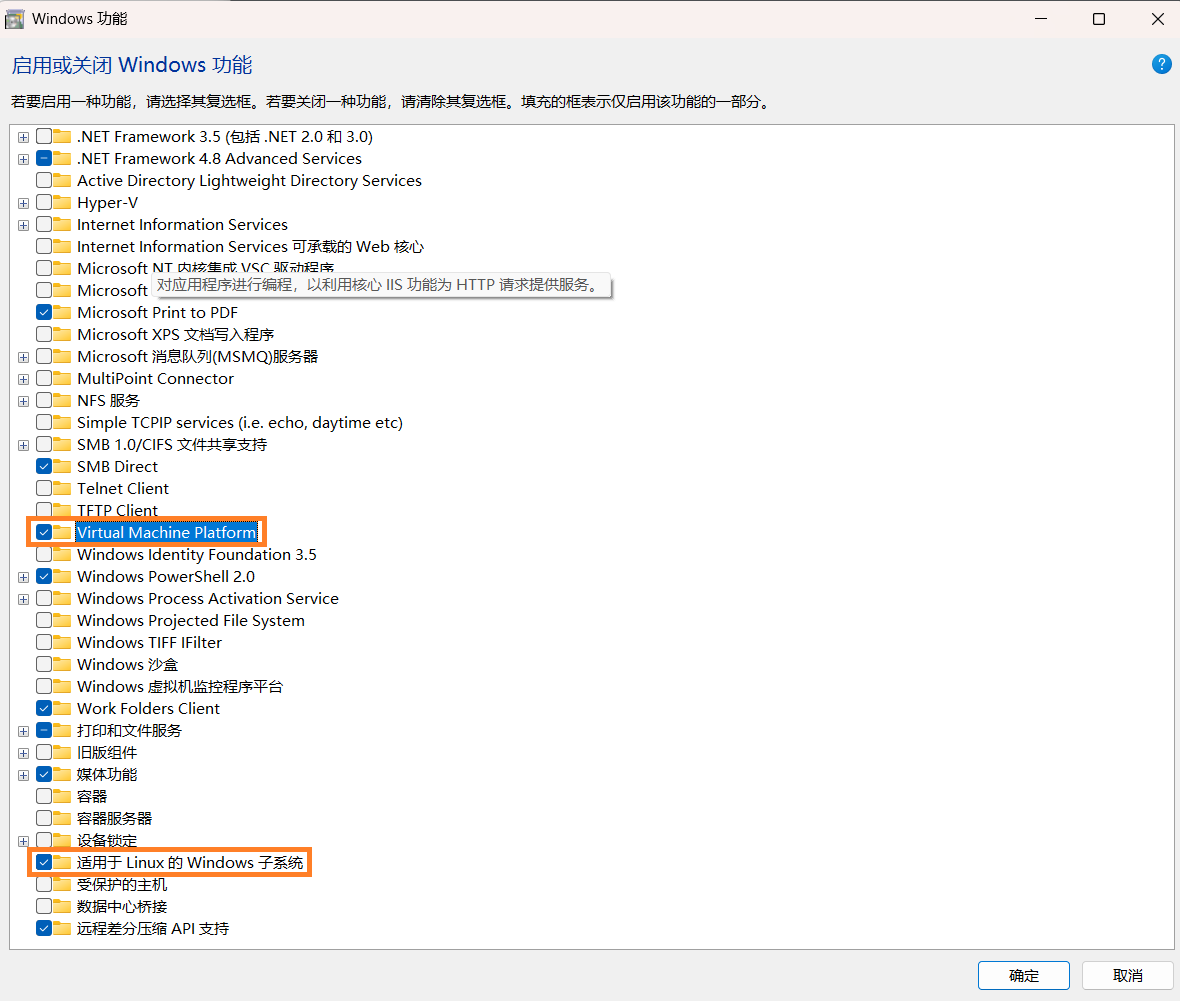 Windows 功能
启用或关闭 Windows 功能
?
若要启用一种功能，请选择其复选框。若要关闭一种功能，请清除其复选框。填充的框表示仅启用该功能的一部分。
.NET Framework 3.5 (包括 .NET 2.0 和 3.0)
.NET Framework 4.8 Advanced Services
Active Directory Lightweight Directory Services
Hyper-V
Internet Information Services
Internet Information Services 可承载的 Web 核心
Microsoft NT 内核集成 VSC 驱动程序
Microsoft
对应用程序进行编程，以利用核心 IIS 功能为 HTTP 请求提供服务。
Microsoft Print to PDF
Microsoft XPS 文档写入程序
Microsoft 消息队列(MSMQ)服务器
MultiPoint Connector
NFS 服务
Simple TCPIP services (i.e. echo, daytime etc)
SMB 1.0/CIFS 文件共享支持
SMB Direct
Telnet Client
TFTP Client
Virtual Machine Platform
Windows Identity Foundation 3.5
Windows PowerShell 2.0
Windows Process Activation Service
Windows Projected File System
Windows TIFF IFilter
Windows 沙盒
Windows 虚拟机监控程序平台
Work Folders Client
打印和文件服务
旧版组件
媒体功能
容器
容器服务器
设备锁定
适用于 Linux 的 Windows 子系统
受保护的主机
数据中心桥接
远程差分压缩 API 支持
确定
取消